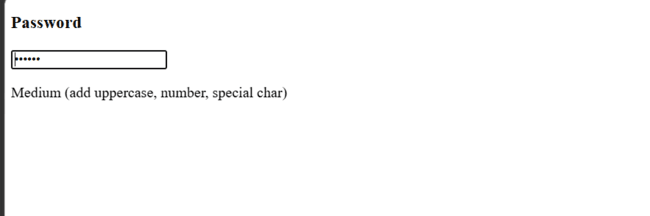 Password
••••••
Medium (add uppercase, number, special char)